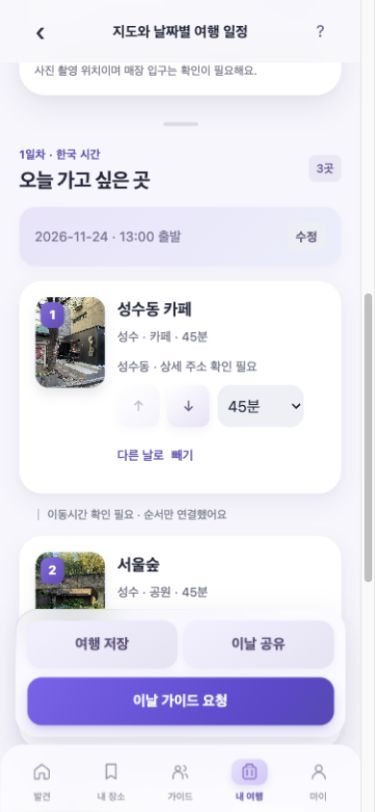 지도와 날짜별 여행 일정
?
사진 촬영 위치이며 매장 입구는 확인이 필요해요.
1일차 · 한국 시간
오늘 가고 싶은 곳
3곳
2026-11-24 · 13:00 출발
수정
1
성수동 카페
성수 · 카페 · 45분
성수동 · 상세 주소 확인 필요
↑
↓
45분
다른 날로
빼기
이동시간 확인 필요 · 순서만 연결했어요
2
서울숲
성수 · 공원 · 45분
여행 저장
이날 공유
이날 가이드 요청
발견
내 장소
가이드
내 여행
마이